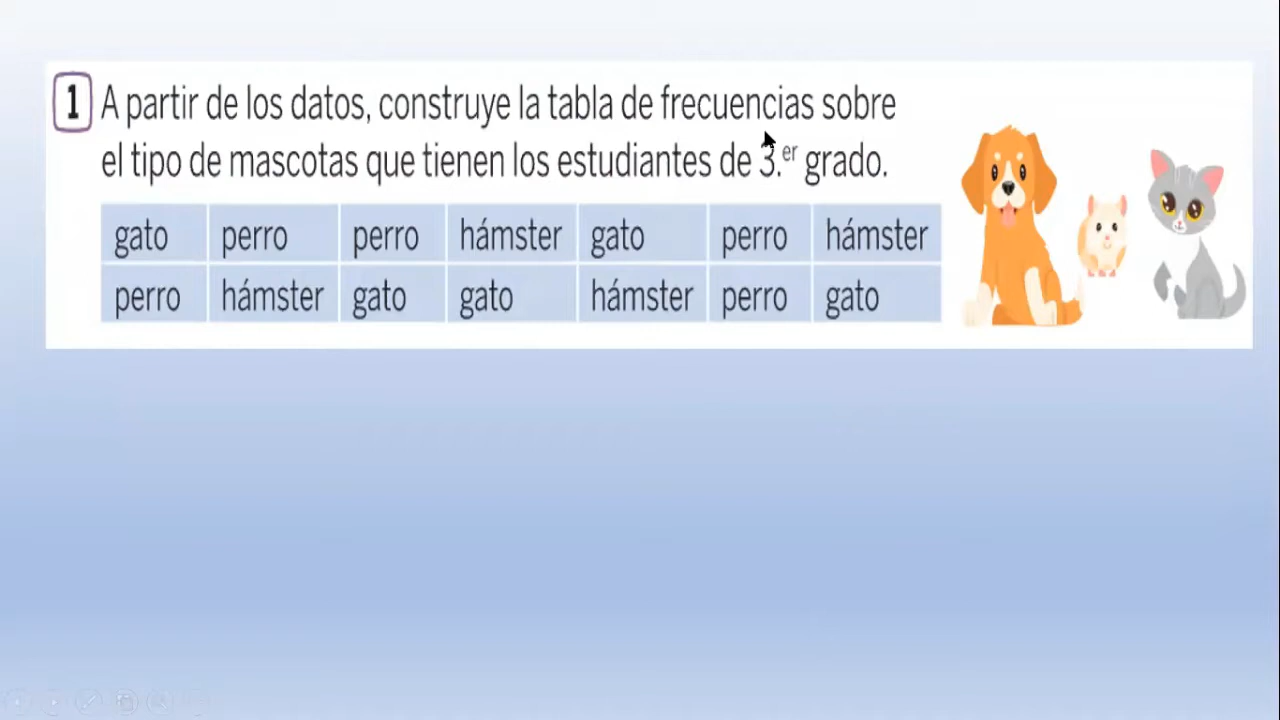 1 A partir de los datos, construye la tabla de frecuencias sobre
el tipo de mascotas que tienen los estudiantes de 3.er grado.
gato perro perro hámster gato perro hámster
perro hámster gato gato hámster perro gato